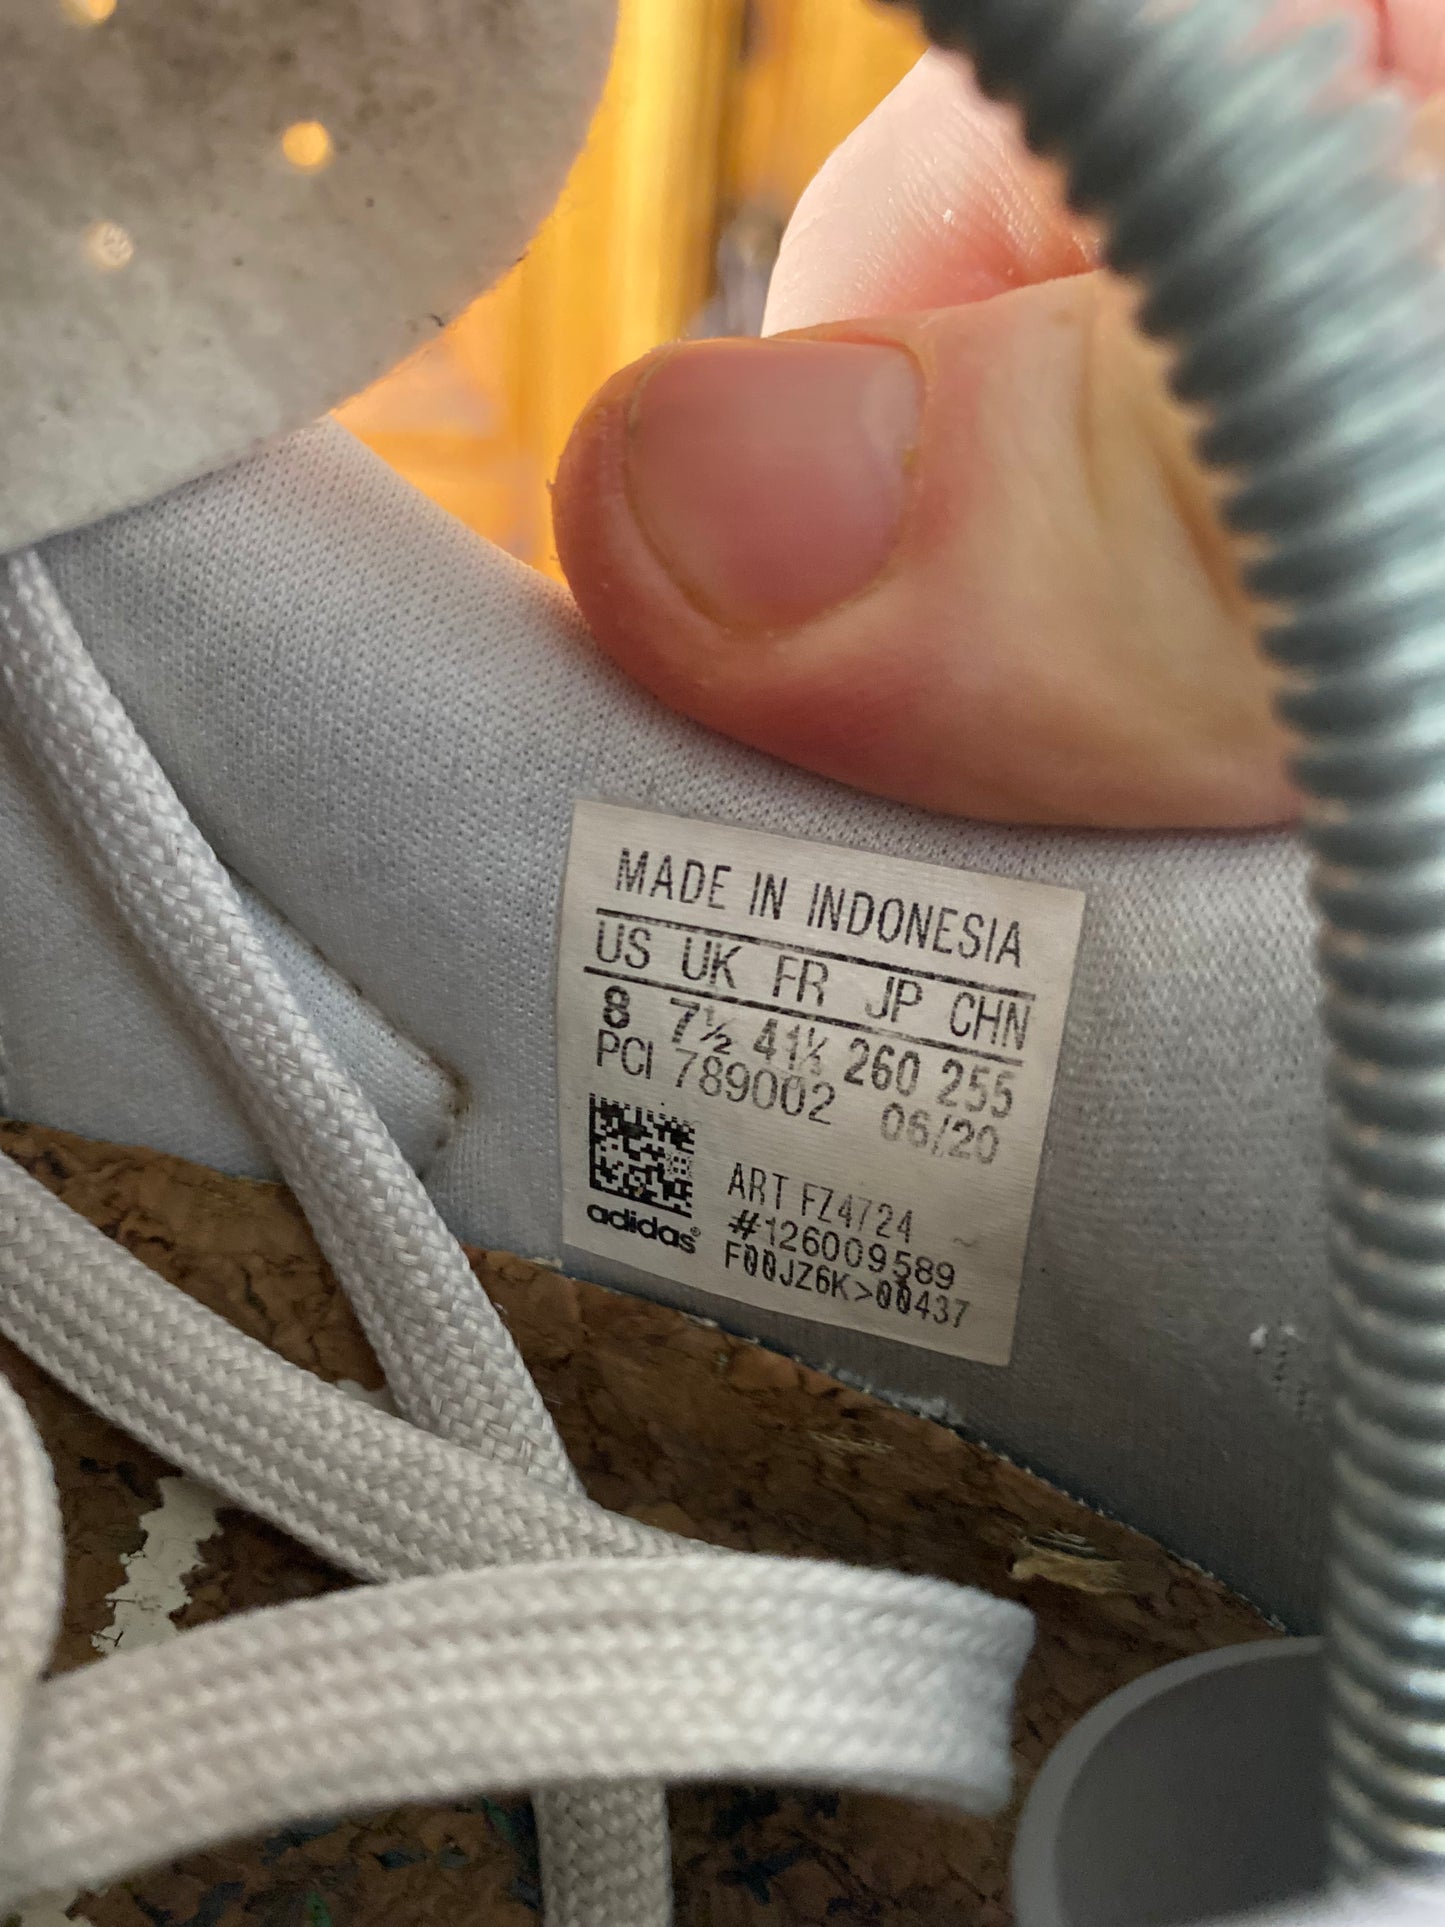 MADE IN INDONESIA
US UK FR JP CHN
8 7½ 41⅓ 260 255
PCI 789002 06/20
ART FZ4724
#126009589
adidas®
F00JZ6K>00437